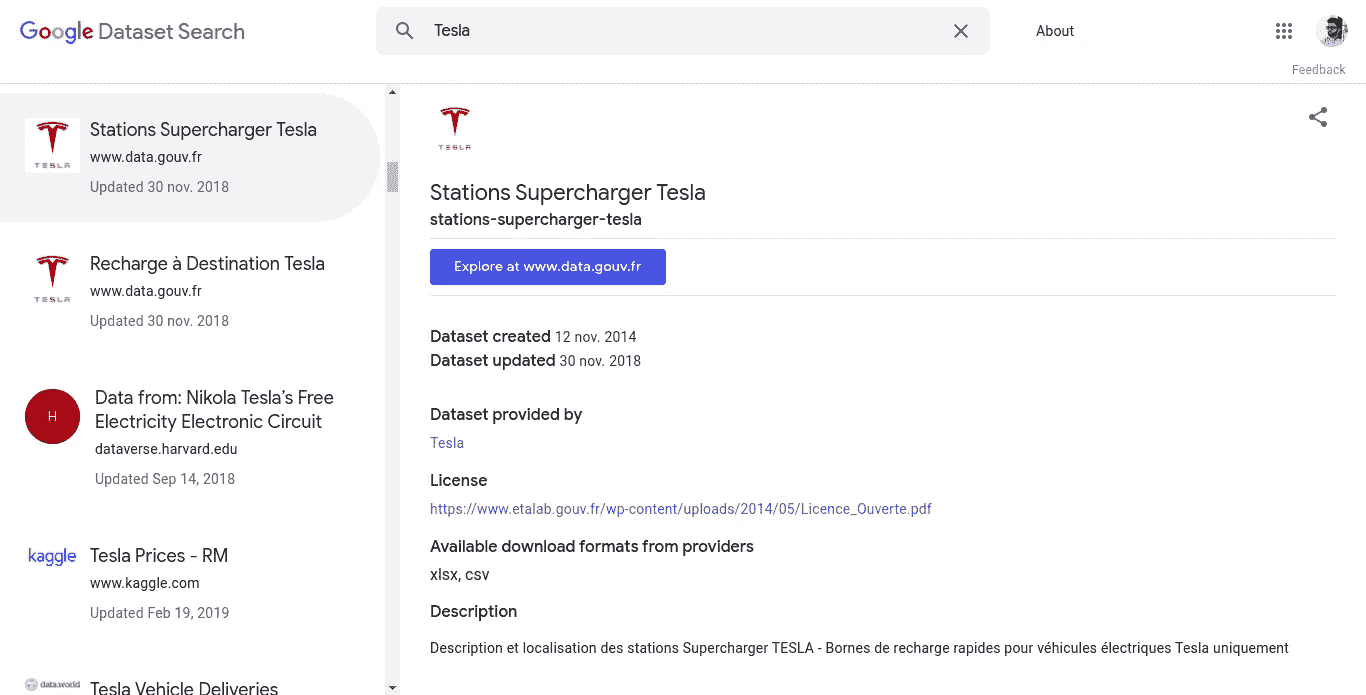 Google Dataset Search
Tesla
About
Feedback
TESLA
Stations Supercharger Tesla
www.data.gouv.fr
Updated 30 nov. 2018
TESLA
Recharge à Destination Tesla
www.data.gouv.fr
Updated 30 nov. 2018
H
Data from: Nikola Tesla’s Free
Electricity Electronic Circuit
dataverse.harvard.edu
Updated Sep 14, 2018
kaggle
Tesla Prices - RM
www.kaggle.com
Updated Feb 19, 2019
data.world
Tesla Vehicle Deliveries
TESLA
Stations Supercharger Tesla
stations-supercharger-tesla
Explore at www.data.gouv.fr
Dataset created 12 nov. 2014
Dataset updated 30 nov. 2018
Dataset provided by
Tesla
License
https://www.etalab.gouv.fr/wp-content/uploads/2014/05/Licence_Ouverte.pdf
Available download formats from providers
xlsx, csv
Description
Description et localisation des stations Supercharger TESLA - Bornes de recharge rapides pour véhicules électriques Tesla uniquement